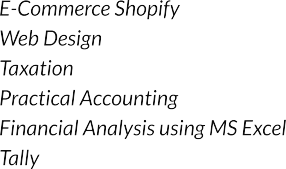 E-Commerce Shopify
Web Design
Taxation
Practical Accounting
Financial Analysis using MS Excel
Tally